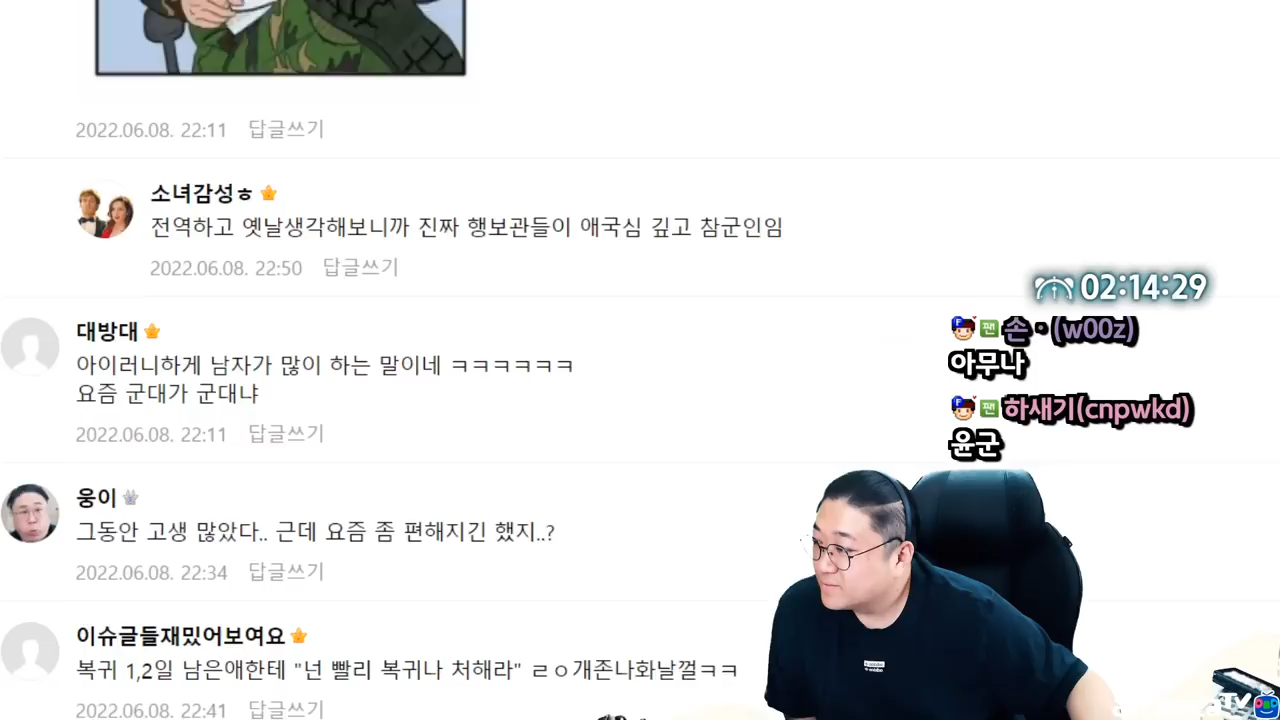 2022.06.08. 22:11 답글쓰기
소녀감성ㅎ
전역하고 옛날생각해보니까 진짜 행보관들이 애국심 깊고 참군인임
2022.06.08. 22:50 답글쓰기
02:14:29
팬 손 · (w00z)
아무나
팬 하새기(cnpwkd)
윤군
대방대
아이러니하게 남자가 많이 하는 말이네 ㅋㅋㅋㅋㅋㅋ
요즘 군대가 군대냐
2022.06.08. 22:11 답글쓰기
웅이
그동안 고생 많았다.. 근데 요즘 좀 편해지긴 했지..?
2022.06.08. 22:34 답글쓰기
이슈글들재밌어보여요
복귀 1,2일 남은애한테 "넌 빨리 복귀나 처해라" ㄹㅇ개존나화날껄ㅋㅋ
2022.06.08. 22:41 답글쓰기
TV